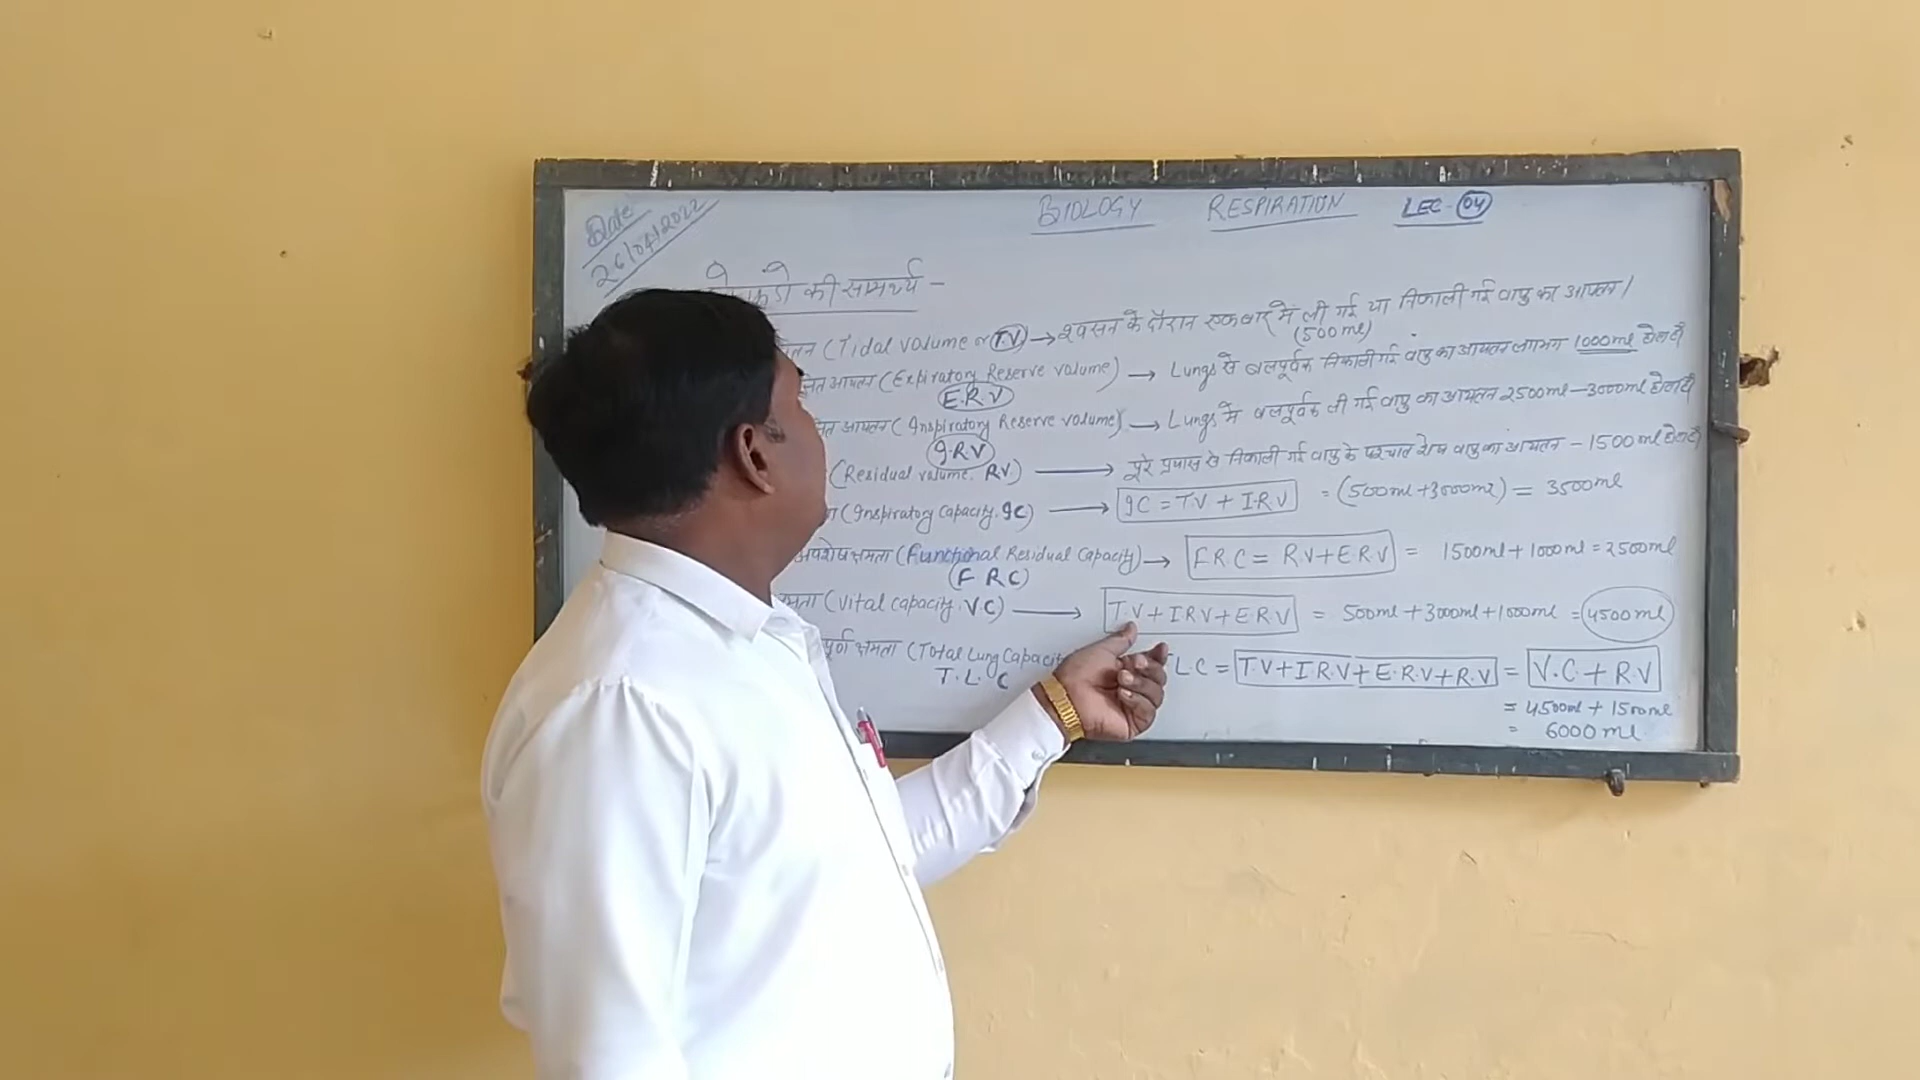 BIOLOGY RESPIRATION LEC-04
Date
26/04/2022
की सामर्थ्य -
(Tidal volume or T.V) → श्वसन के दौरान एकबार में ली गई या निकाली गई वायु का आयतन।
(500ml)
आयतन (Expiratory Reserve volume) → Lungs से बलपूर्वक निकाली गई वायु का आयतन लगभग 1000ml होता है
E.R.V
आयतन (Inspiratory Reserve volume) → Lungs में बलपूर्वक ली गई वायु का आयतन 2500ml-3000ml होता है
I.R.V
(Residual volume. RV) → पूरे प्रयास से निकाली गई वायु के पश्चात शेष वायु का आयतन - 1500ml होता है
(Inspiratory Capacity. IC) → IC = T.V. + I.R.V = (500ml+3000ml) = 3500ml
अवशेष क्षमता (Functional Residual Capacity) → F.R.C = R.V+E.R.V = 1500ml+1000ml=2500ml
(F R C)
(Vital Capacity. V.C) → T.V+I.R.V+E.R.V = 500ml+3000ml+1000ml = 4500ml
क्षमता (Total Lung Capacity L.C = T.V+I.R.V+E.R.V+R.V = V.C.+R.V
T. L. C
= 4500ml + 1500ml
= 6000ml